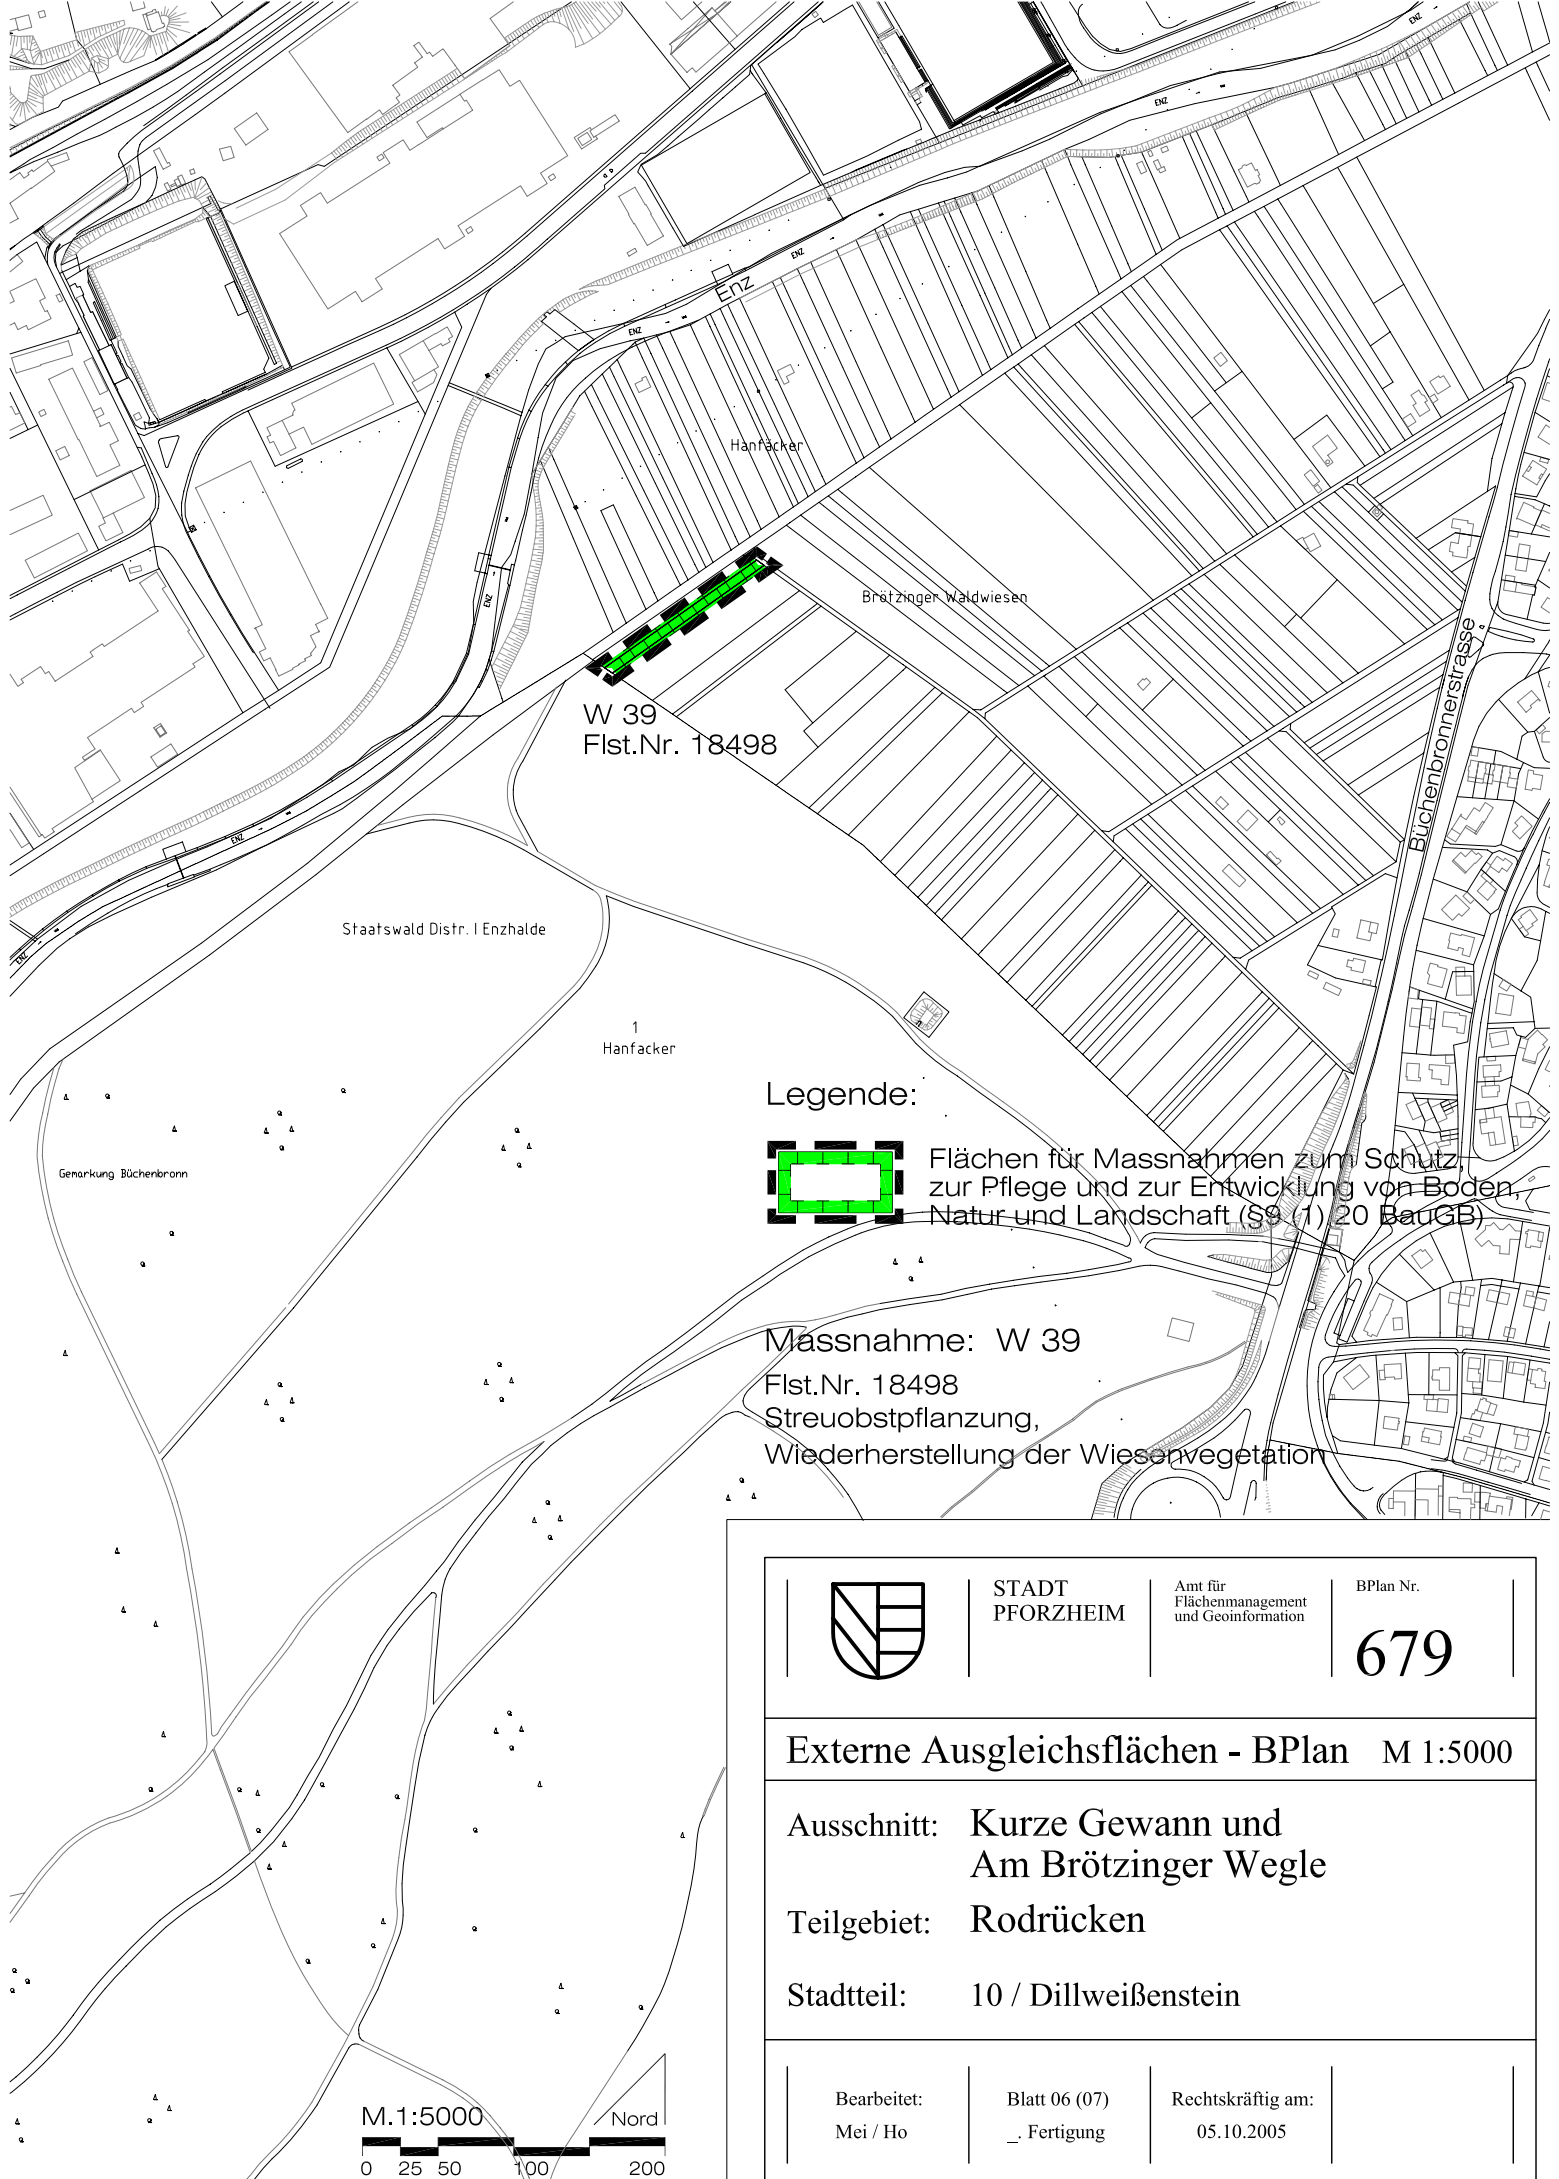 ENZ
ENZ
ENZ
Enz
ENZ
Hanfäcker
Brötzinger Waldwiesen
ENZ
Büchenbronnerstrasse
W 39
Flst.Nr. 18498
ENZ
Staatswald Distr. I Enzhalde
ENZ
1
Hanfacker
Gemarkung Büchenbronn
Legende:
Flächen für Massnahmen zum Schutz,
zur Pflege und zur Entwicklung von Boden,
Natur und Landschaft (§9 (1) 20 BauGB)
Massnahme: W 39
Flst.Nr. 18498
Streuobstpflanzung,
Wiederherstellung der Wiesenvegetation
STADT
PFORZHEIM
Amt für
Flächenmanagement
und Geoinformation
BPlan Nr.
679
Externe Ausgleichsflächen - BPlan M 1:5000
Ausschnitt: Kurze Gewann und
Am Brötzinger Wegle
Teilgebiet: Rodrücken
Stadtteil: 10 / Dillweißenstein
Bearbeitet:
Mei / Ho
Blatt 06 (07)
_. Fertigung
Rechtskräftig am:
05.10.2005
M.1:5000
Nord
0 25 50 100 200